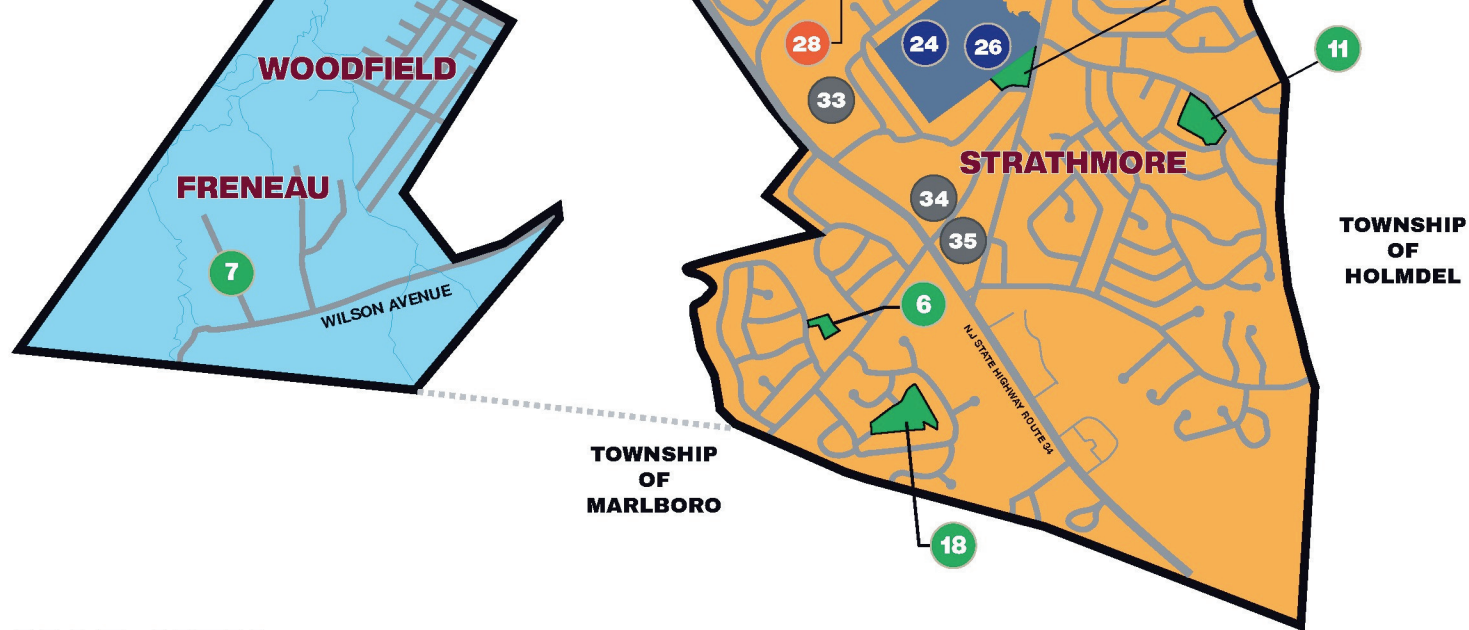 28
24
26
11
WOODFIELD
33
STRATHMORE
FRENEAU
34
35
TOWNSHIP
OF
HOLMDEL
7
WILSON AVENUE
6
NJ STATE HIGHWAY ROUTE 34
TOWNSHIP
OF
MARLBORO
18